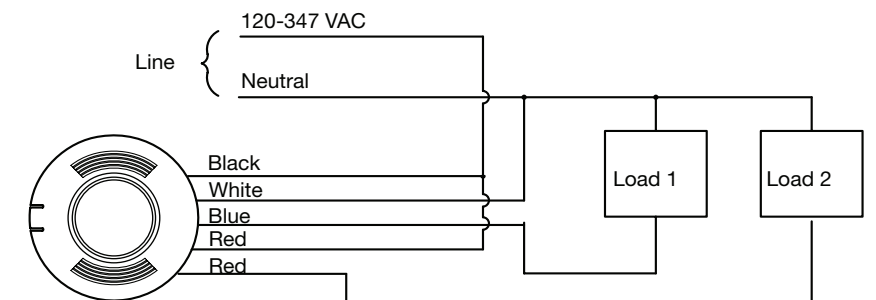 120-347 VAC
Line
Neutral
Black
White
Blue
Red
Red
Load 1
Load 2